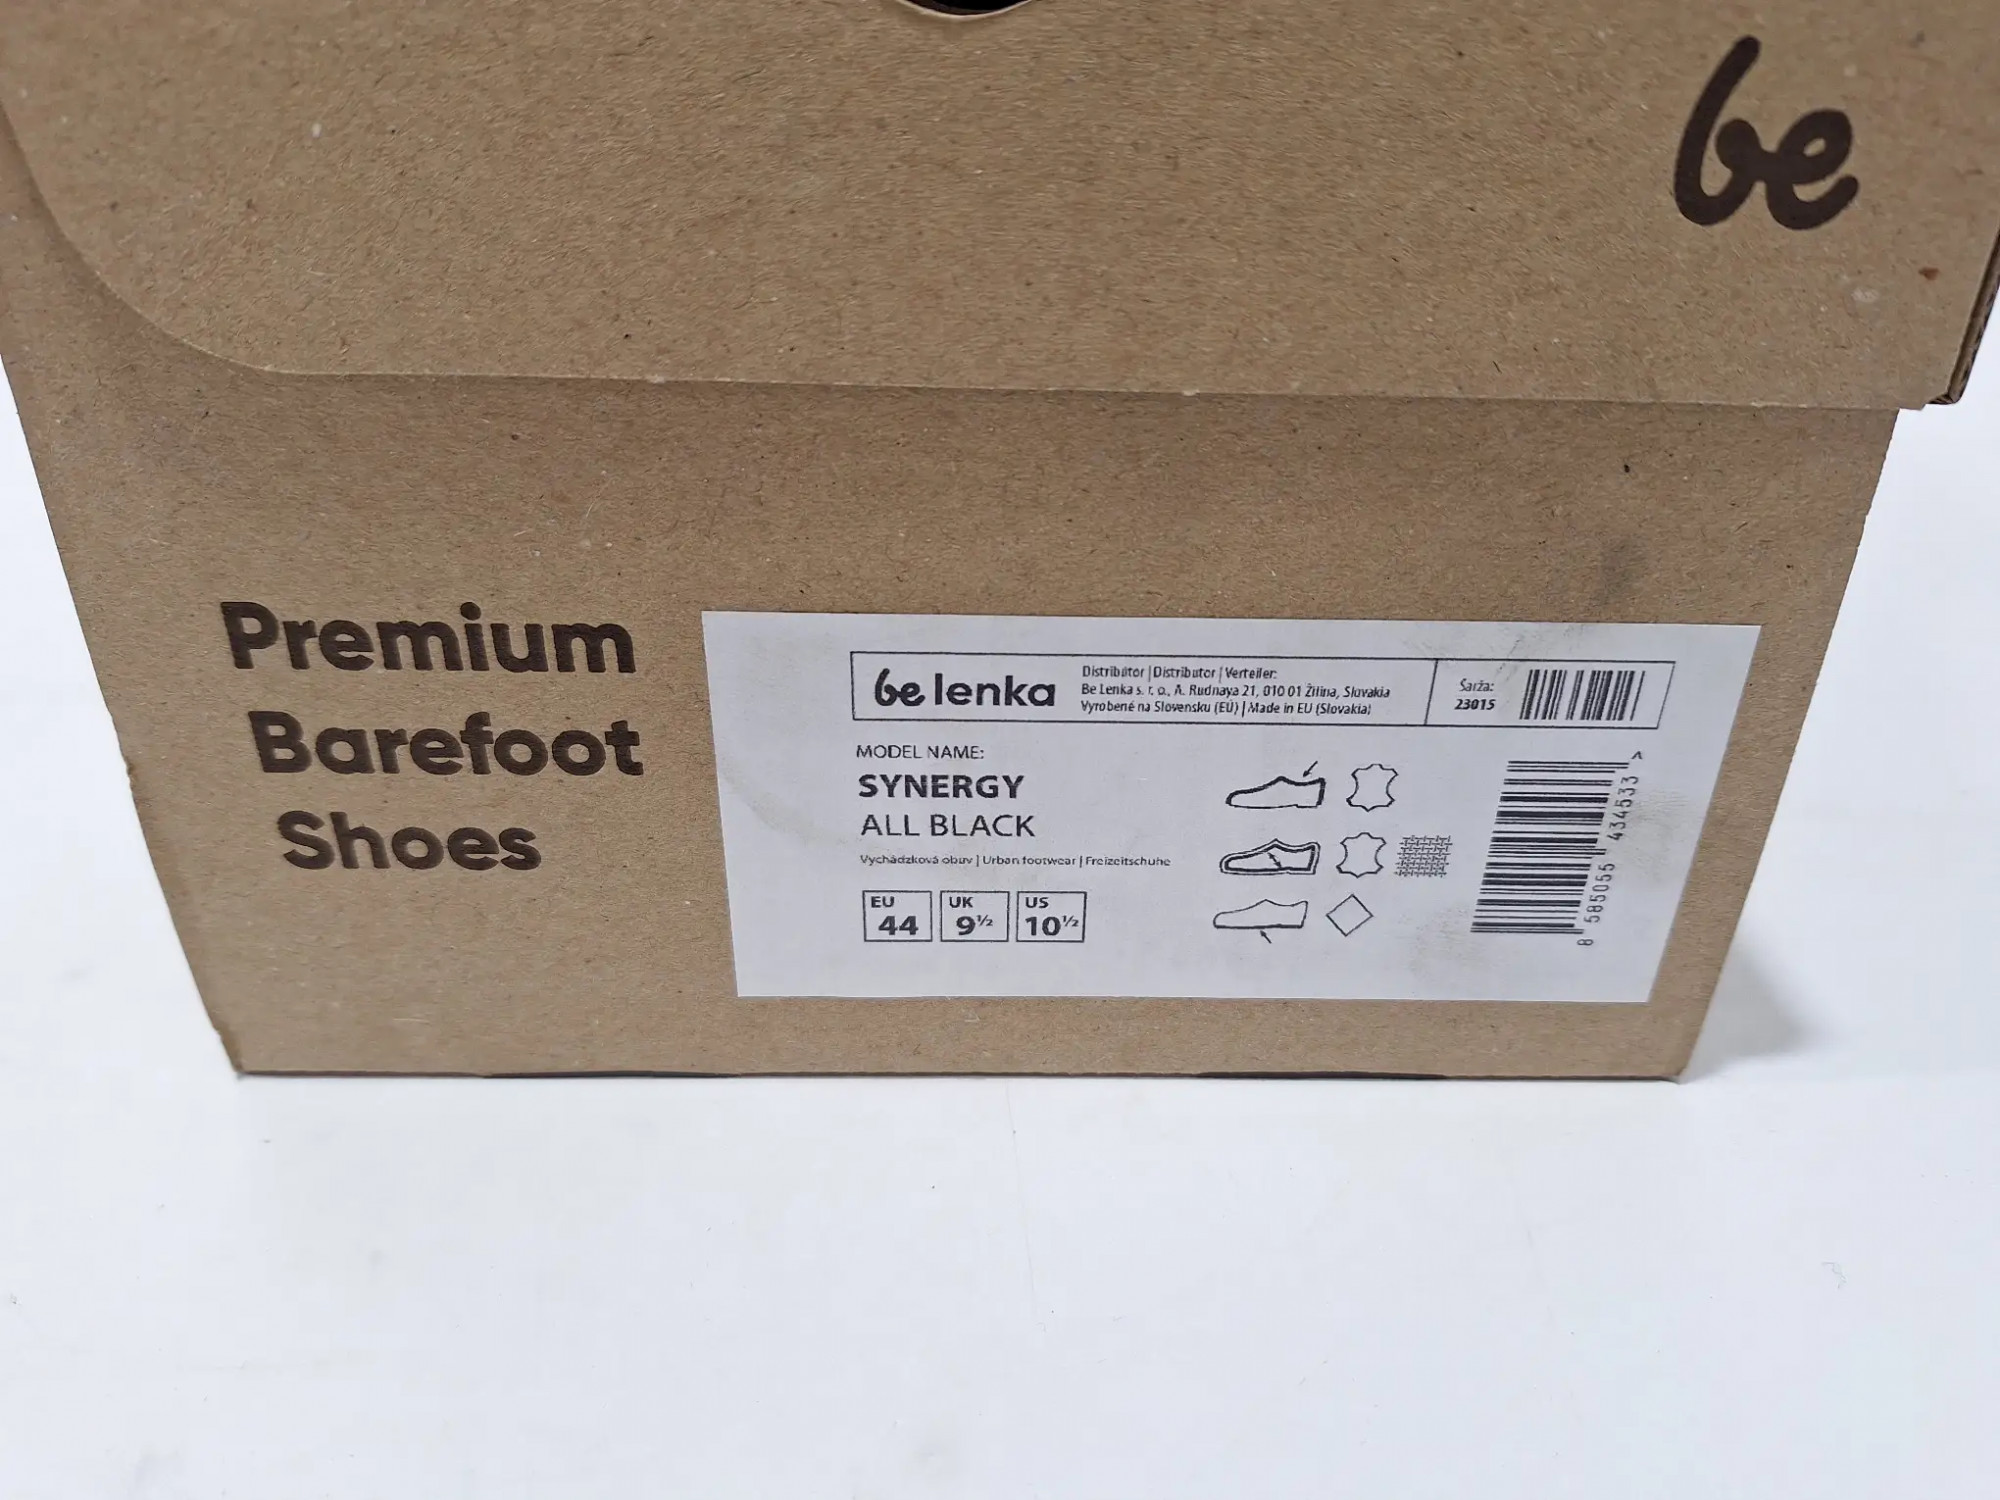 be
Premium
Barefoot
Shoes
be lenka
Distribútor | Distributor | Verteiler:
Be Lenka s. r. o., A. Rudnaya 21, 010 01 Žilina, Slovakia
Vyrobené na Slovensku (EÚ) | Made in EU (Slovakia)
Šarža:
23015
MODEL NAME:
SYNERGY
ALL BLACK
Vychádzková obuv | Urban footwear | Freizeitschuhe
EU
44
UK
9½
US
10½
8 585055 434533
A